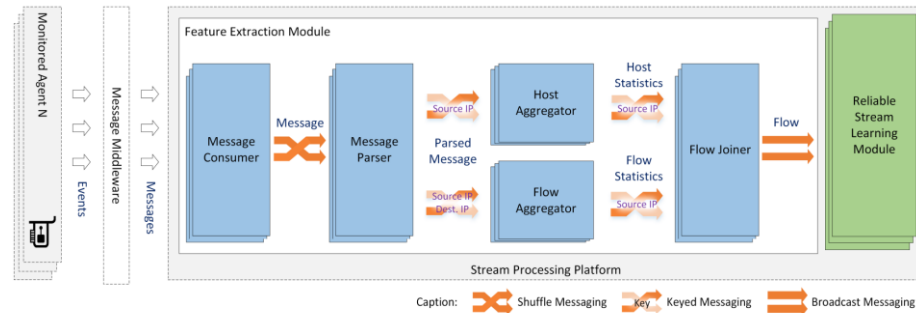 Monitored Agent N
Events
Message Middleware
Messages
Feature Extraction Module
Message
Consumer
Message
Message
Parser
Source IP
Parsed
Message
Source IP
Dest. IP
Host
Aggregator
Flow
Aggregator
Host
Statistics
Source IP
Flow
Statistics
Source IP
Flow Joiner
Flow
Reliable
Stream
Learning
Module
Stream Processing Platform
Caption:
Shuffle Messaging
Key
Keyed Messaging
Broadcast Messaging